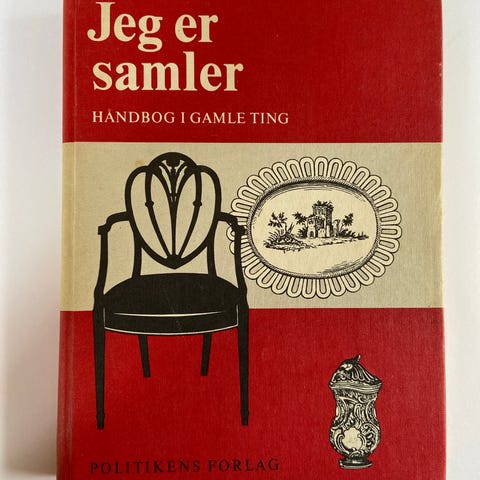 Jeg er
samler
HÅNDBOG I GAMLE TING
POLITIKENS FORLAG